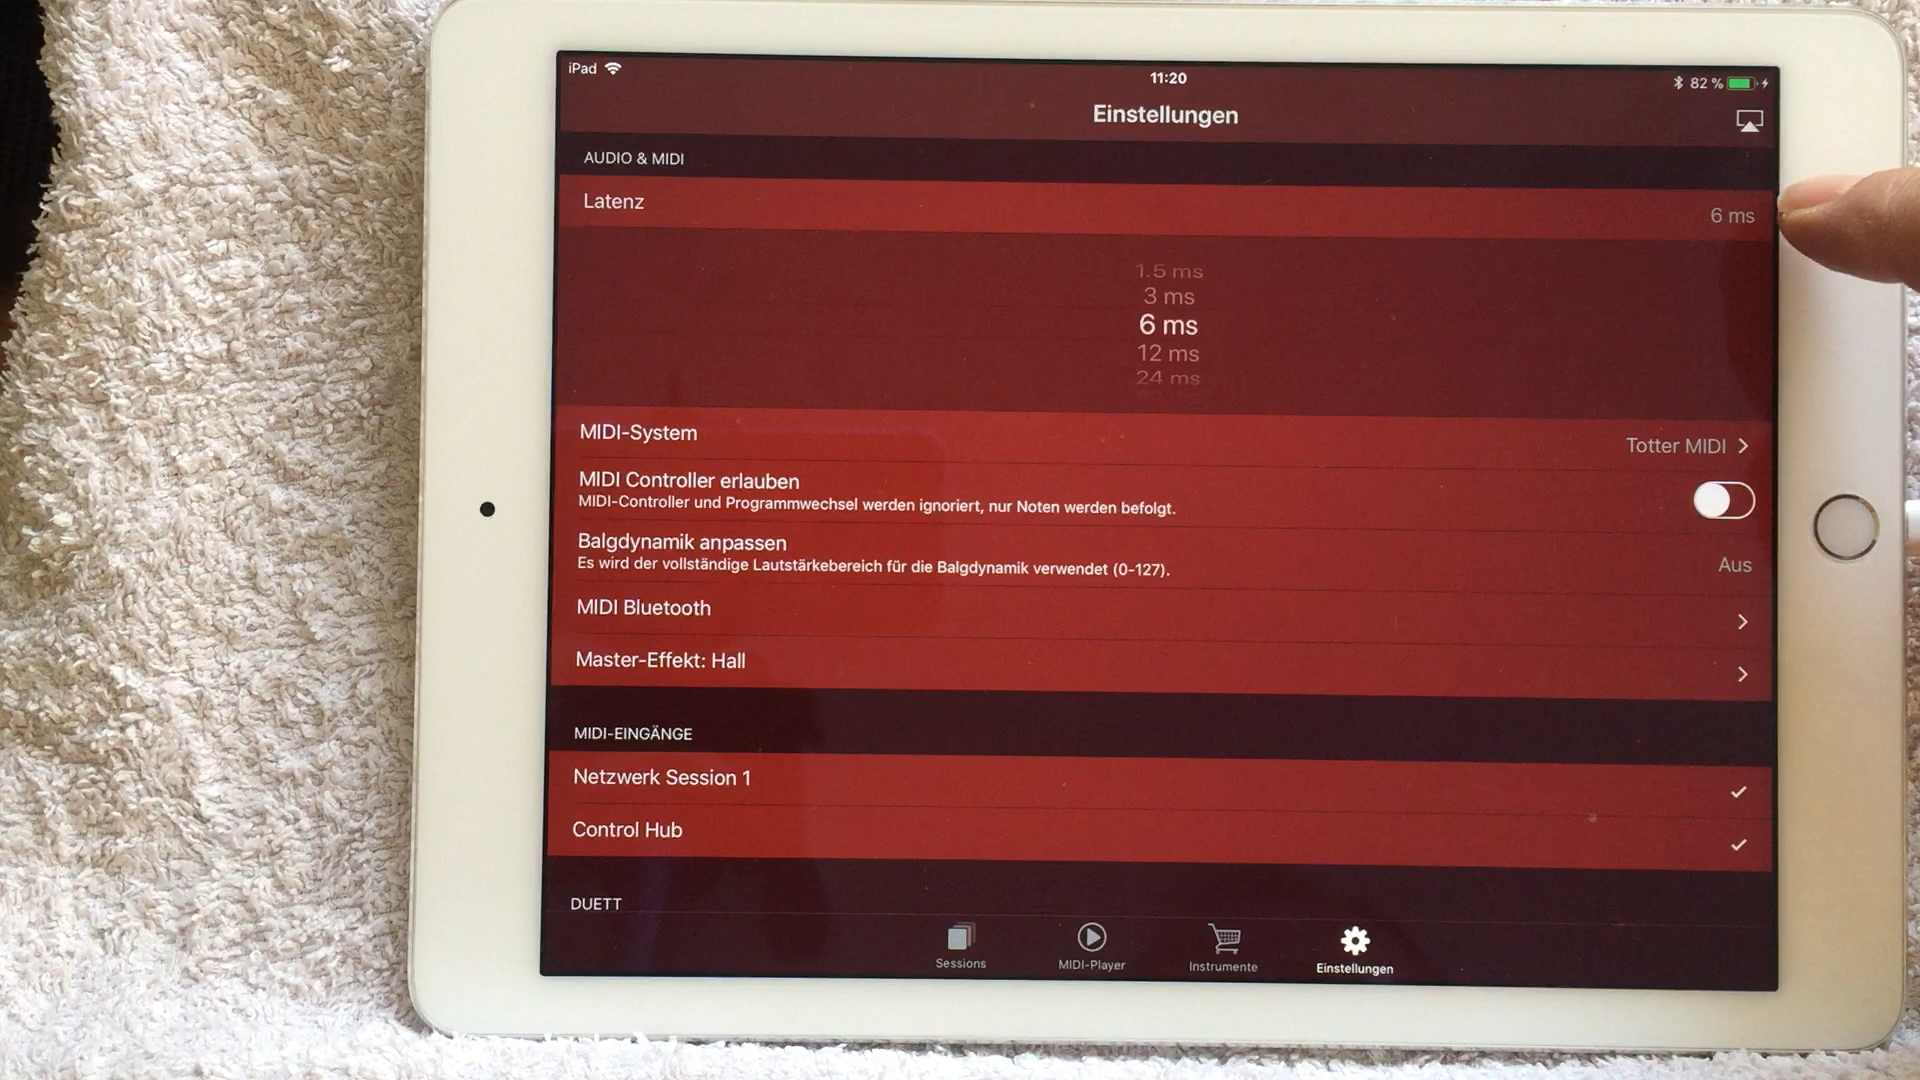 iPad
11:20
82 %
Einstellungen
AUDIO & MIDI
Latenz
6 ms
1.5 ms
3 ms
6 ms
12 ms
24 ms
MIDI-System
Totter MIDI
MIDI Controller erlauben
MIDI-Controller und Programmwechsel werden ignoriert, nur Noten werden befolgt.
Balgdynamik anpassen
Es wird der vollständige Lautstärkebereich für die Balgdynamik verwendet (0-127).
Aus
MIDI Bluetooth
Master-Effekt: Hall
MIDI-EINGÄNGE
Netzwerk Session 1
Control Hub
DUETT
Sessions
MIDI-Player
Instrumente
Einstellungen